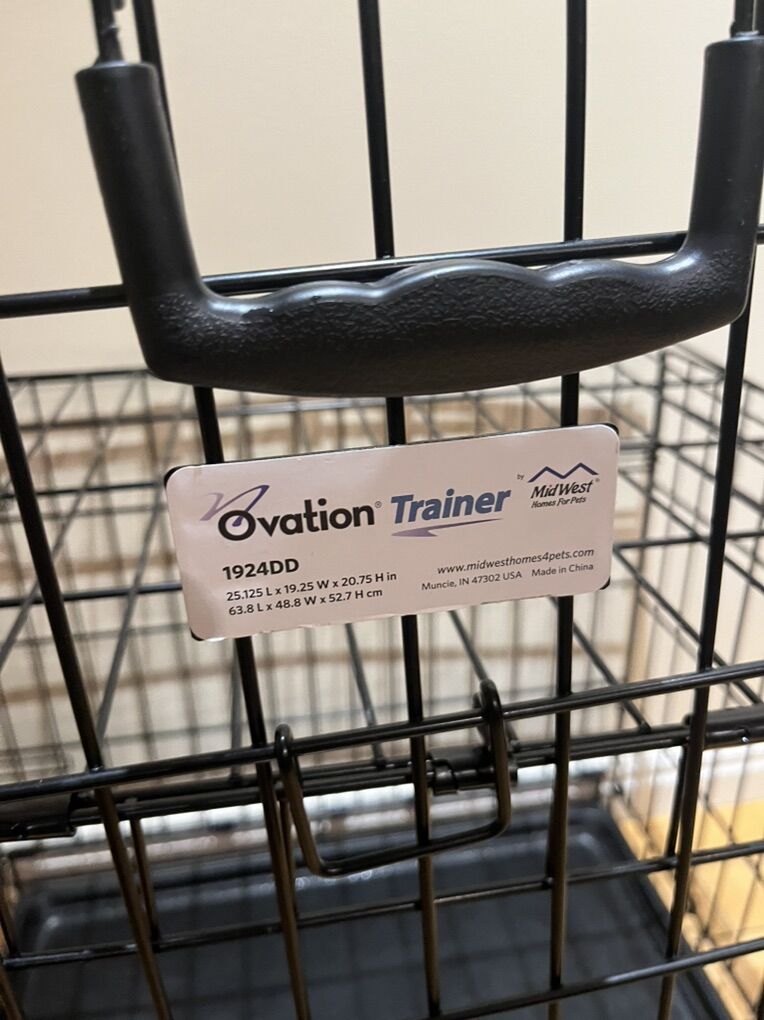 Ovation® Trainer by MidWest®
Homes For Pets
1924DD
25.125 L x 19.25 W x 20.75 H in
63.8 L x 48.8 W x 52.7 H cm
www.midwesthomes4pets.com
Muncie, IN 47302 USA Made in China